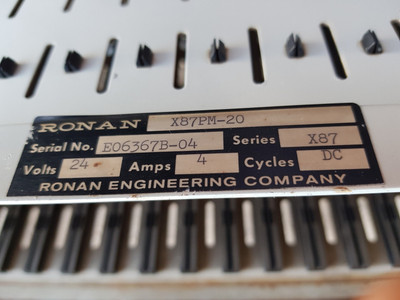 RONAN X87PM-20
Serial No. E06367B-04 Series X87
Volts 24 Amps 4 Cycles DC
RONAN ENGINEERING COMPANY